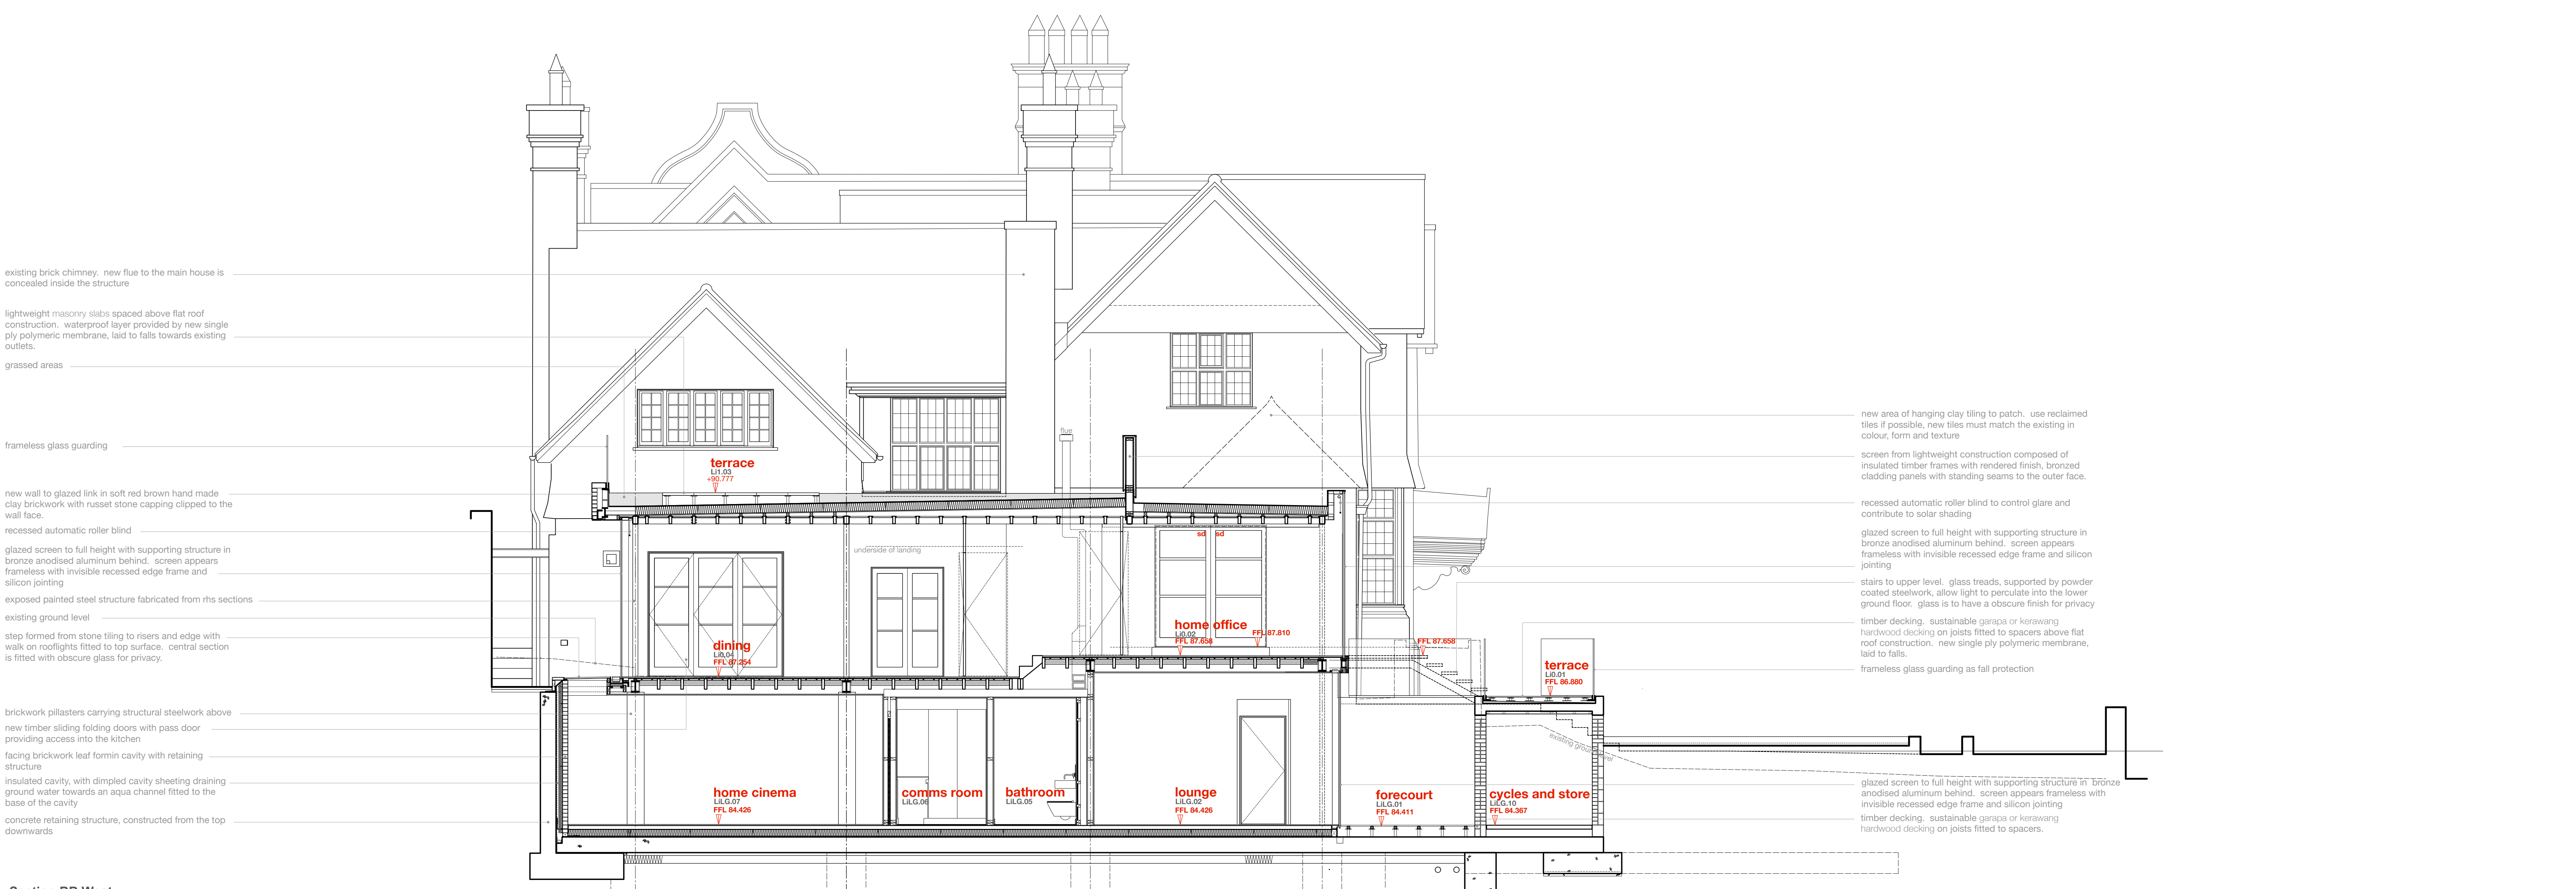 existing brick chimney.  new flue to the main house is
concealed inside the structure
lightweight masonry slabs spaced above flat roof
construction.  waterproof layer provided by new single
ply polymeric membrane, laid to falls towards existing
outlets.
grassed areas
frameless glass guarding
new wall to glazed link in soft red brown hand made
clay brickwork with russet stone capping clipped to the
wall face.
recessed automatic roller blind
glazed screen to full height with supporting structure in
bronze anodised aluminum behind.  screen appears
frameless with invisible recessed edge frame and
silicon jointing
exposed painted steel structure fabricated from rhs sections
existing ground level
step formed from stone tiling to risers and edge with
walk on rooflights fitted to top surface.  central section
is fitted with obscure glass for privacy.
brickwork pillasters carrying structural steelwork above
new timber sliding folding doors with pass door
providing access into the kitchen
facing brickwork leaf formin cavity with retaining
structure
insulated cavity, with dimpled cavity sheeting draining
ground water towards an aqua channel fitted to the
base of the cavity
concrete retaining structure, constructed from the top
downwards
flue
terrace
Li1.03
+90.777
underside of landing
sd sd
dining
Li0.04
FFL 87.254
home office
Li0.02
FFL 87.658
FFL 87.810
FFL 87.658
terrace
Li0.01
FFL 86.880
existing ground level
home cinema
LiLG.07
FFL 84.426
comms room
LiLG.06
bathroom
LiLG.05
lounge
LiLG.02
FFL 84.426
forecourt
LiLG.01
FFL 84.411
cycles and store
LiLG.10
FFL 84.367
new area of hanging clay tiling to patch.  use reclaimed
tiles if possible, new tiles must match the existing in
colour, form and texture
screen from lightweight construction composed of
insulated timber frames with rendered finish, bronzed
cladding panels with standing seams to the outer face.
recessed automatic roller blind to control glare and
contribute to solar shading
glazed screen to full height with supporting structure in
bronze anodised aluminum behind.  screen appears
frameless with invisible recessed edge frame and silicon
jointing
stairs to upper level.  glass treads, supported by powder
coated steelwork, allow light to perculate into the lower
ground floor.  glass is to have a obscure finish for privacy
timber decking.  sustainable garapa or kerawang
hardwood decking on joists fitted to spacers above flat
roof construction.  new single ply polymeric membrane,
laid to falls.
frameless glass guarding as fall protection
glazed screen to full height with supporting structure in  bronze
anodised aluminum behind.  screen appears frameless with
invisible recessed edge frame and silicon jointing
timber decking.  sustainable garapa or kerawang
hardwood decking on joists fitted to spacers.